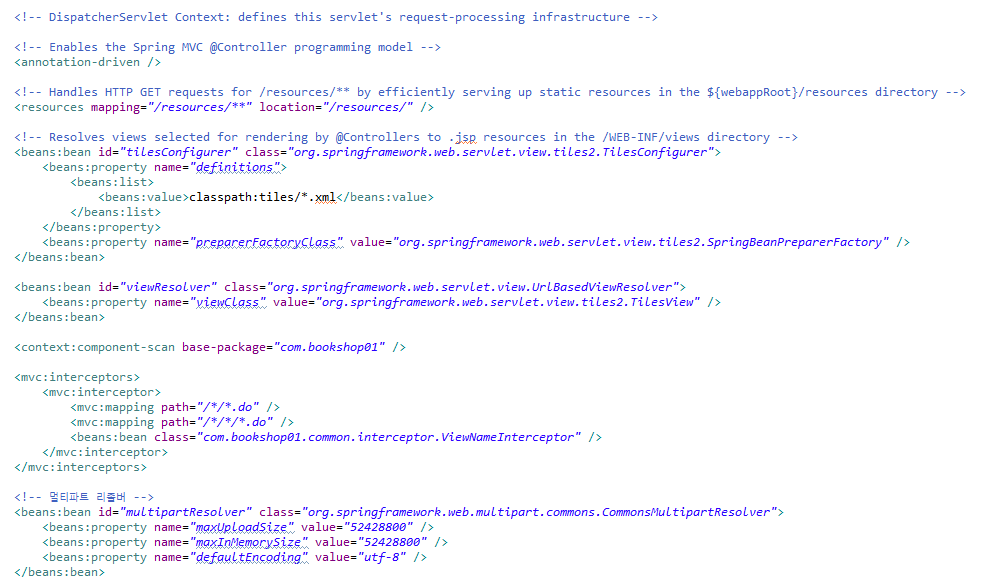 <!-- DispatcherServlet Context: defines this servlet's request-processing infrastructure -->
<!-- Enables the Spring MVC @Controller programming model -->
<annotation-driven />
<!-- Handles HTTP GET requests for /resources/** by efficiently serving up static resources in the ${webappRoot}/resources directory -->
<resources mapping="/resources/**" location="/resources/" />
<!-- Resolves views selected for rendering by @Controllers to .jsp resources in the /WEB-INF/views directory -->
<beans:bean id="tilesConfigurer" class="org.springframework.web.servlet.view.tiles2.TilesConfigurer">
<beans:property name="definitions">
<beans:list>
<beans:value>classpath:tiles/*.xml</beans:value>
</beans:list>
</beans:property>
<beans:property name="preparerFactoryClass" value="org.springframework.web.servlet.view.tiles2.SpringBeanPreparerFactory" />
</beans:bean>
<beans:bean id="viewResolver" class="org.springframework.web.servlet.view.UrlBasedViewResolver">
<beans:property name="viewClass" value="org.springframework.web.servlet.view.tiles2.TilesView" />
</beans:bean>
<context:component-scan base-package="com.bookshop01" />
<mvc:interceptors>
<mvc:interceptor>
<mvc:mapping path="/*/*.do" />
<mvc:mapping path="/*/*/*.do" />
<beans:bean class="com.bookshop01.common.interceptor.ViewNameInterceptor" />
</mvc:interceptor>
</mvc:interceptors>
<!-- 멀티파트 리졸버 -->
<beans:bean id="multipartResolver" class="org.springframework.web.multipart.commons.CommonsMultipartResolver">
<beans:property name="maxUploadSize" value="52428800" />
<beans:property name="maxInMemorySize" value="52428800" />
<beans:property name="defaultEncoding" value="utf-8" />
</beans:bean>